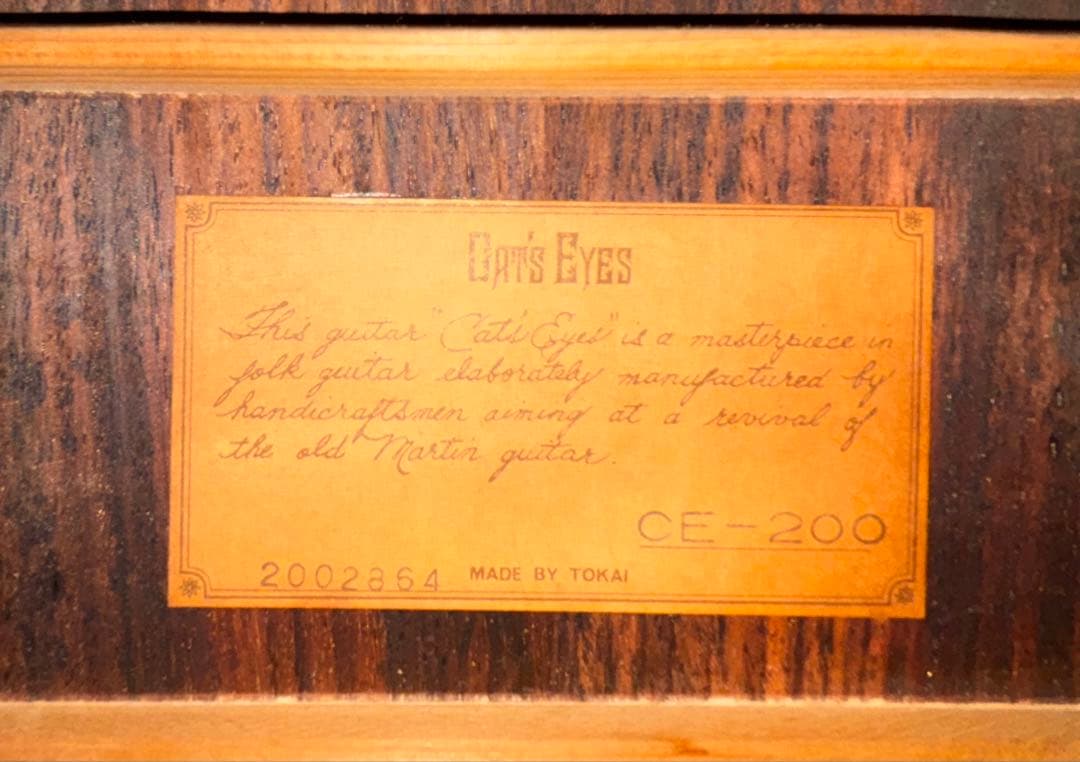 CAT'S EYES
This guitar "Cat's Eyes" is a masterpiece in
folk guitar elaborately manufactured by
handicraftsmen aiming at a revival of
the old Martin guitar.
CE-200
2002864 MADE BY TOKAI